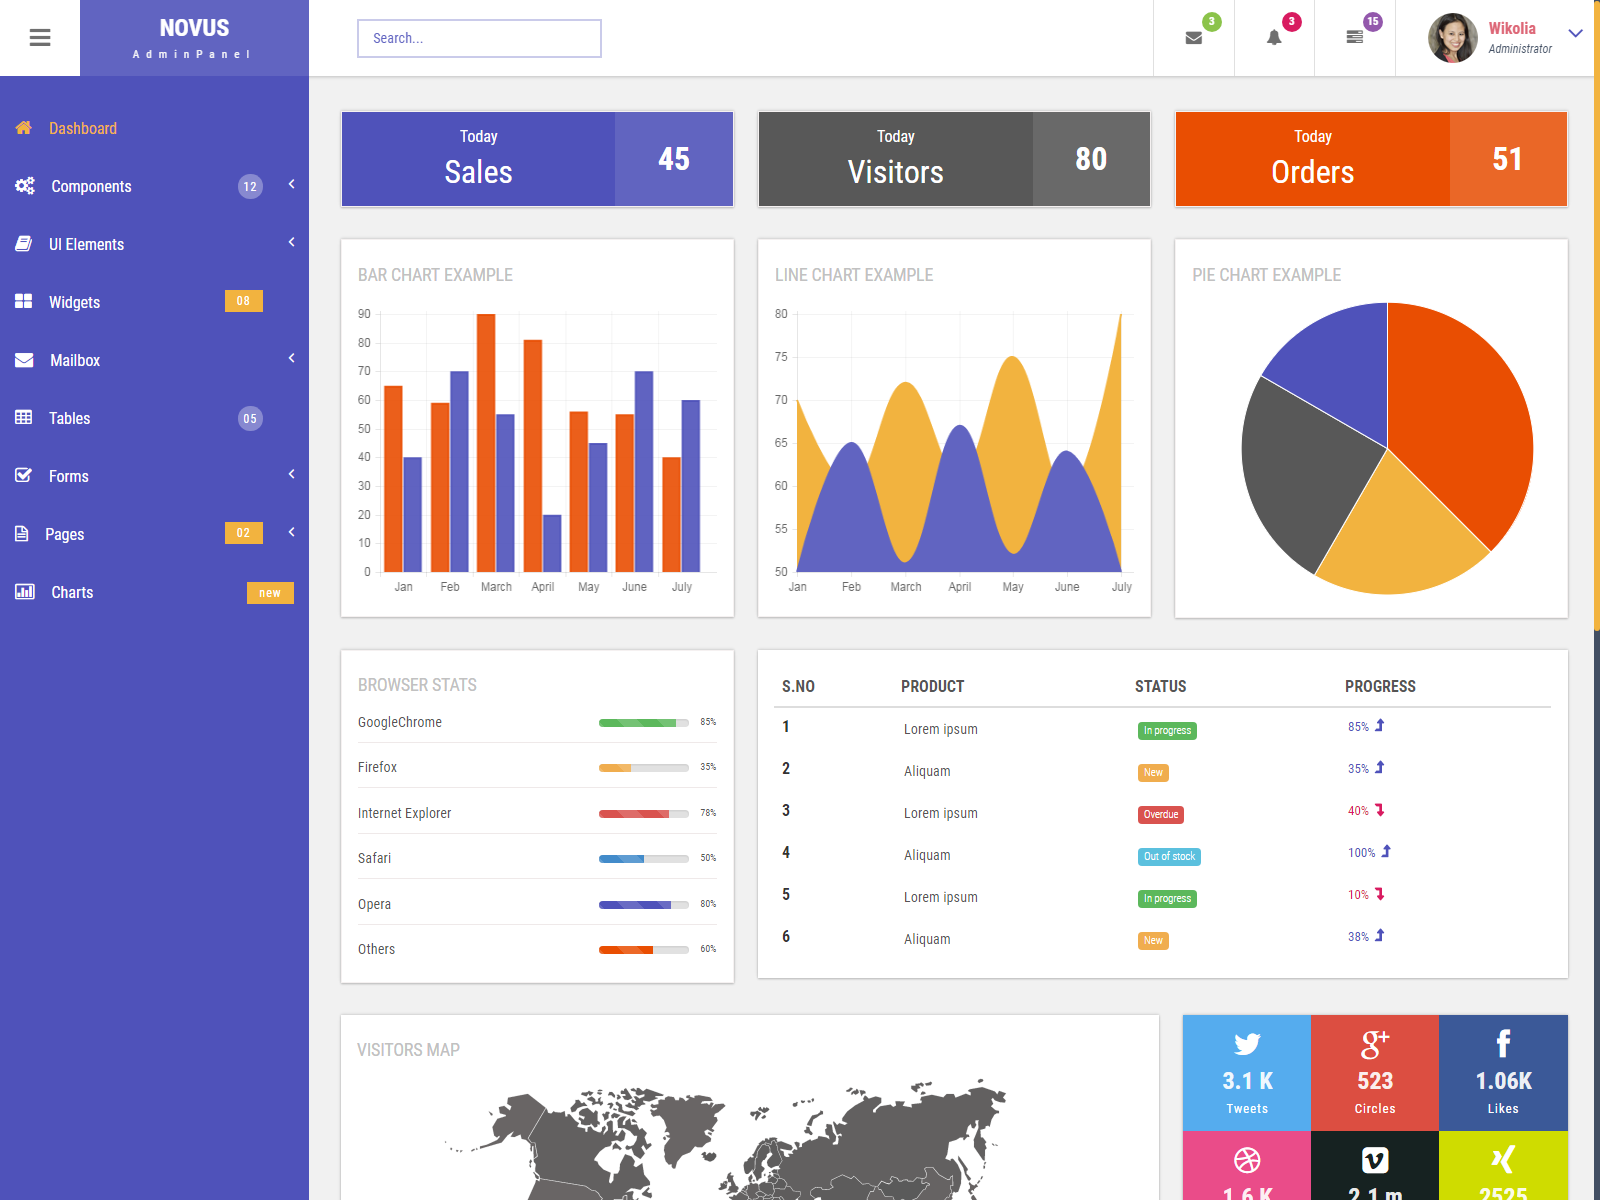 NOVUS
AdminPanel
Search...
3
3
15
Wikolia
Administrator
Dashboard
Components 12
UI Elements
Widgets 08
Mailbox
Tables 05
Forms
Pages 02
Charts new
Today
Sales
45
Today
Visitors
80
Today
Orders
51
BAR CHART EXAMPLE
90
80
70
60
50
40
30
20
10
0
Jan Feb March April May June July
LINE CHART EXAMPLE
80
75
70
65
60
55
50
Jan Feb March April May June July
PIE CHART EXAMPLE
BROWSER STATS
GoogleChrome 85%
Firefox 35%
Internet Explorer 78%
Safari 50%
Opera 80%
Others 60%
S.NO PRODUCT STATUS PROGRESS
1 Lorem ipsum In progress 85%
2 Aliquam New 35%
3 Lorem ipsum Overdue 40%
4 Aliquam Out of stock 100%
5 Lorem ipsum In progress 10%
6 Aliquam New 38%
VISITORS MAP
3.1 K
Tweets
g+
523
Circles
f
1.06K
Likes
1.6 K
2.1 m
2525